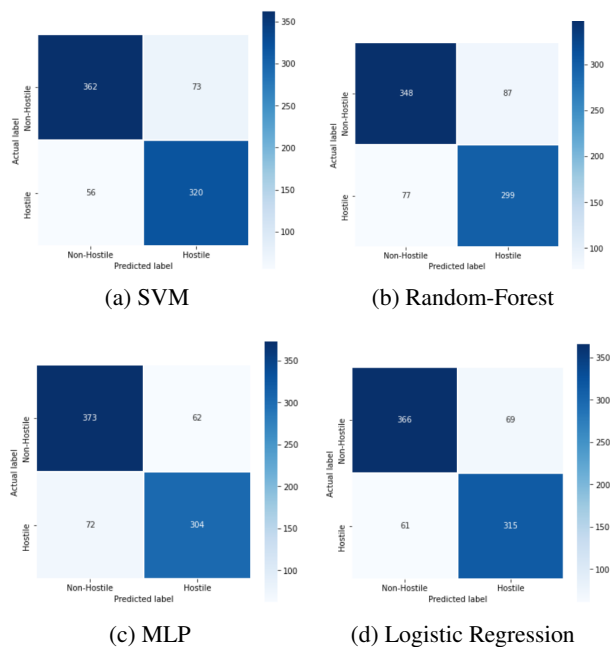 350
362
73
Non-Hostile
300
250
Actual label
200
56
320
Hostile
150
100
Non-Hostile
Hostile
Predicted label
(a) SVM
300
348
87
Non-Hostile
250
Actual label
200
77
299
Hostile
150
100
Non-Hostile
Hostile
Predicted label
(b) Random-Forest
350
373
62
Non-Hostile
300
250
Actual label
200
72
304
Hostile
150
100
Non-Hostile
Hostile
Predicted label
(c) MLP
350
366
69
Non-Hostile
300
250
Actual label
200
61
315
Hostile
150
100
Non-Hostile
Hostile
Predicted label
(d) Logistic Regression